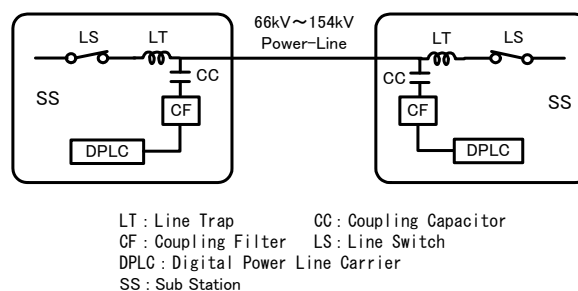 66kV～154kV
Power-Line
LS
LT
CC
CF
SS
DPLC
LT
LS
CC
CF
SS
DPLC
LT : Line Trap CC : Coupling Capacitor
CF : Coupling Filter LS : Line Switch
DPLC : Digital Power Line Carrier
SS : Sub Station